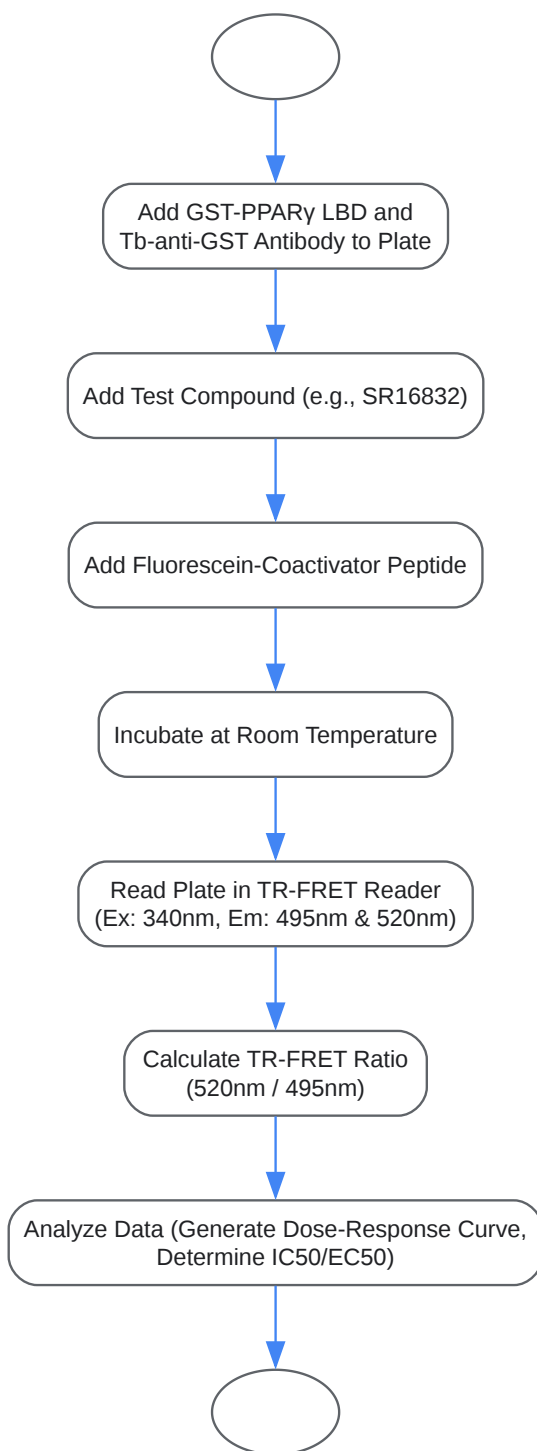 Add GST-PPARγ LBD and
Tb-anti-GST Antibody to Plate
Add Test Compound (e.g., SR16832)
Add Fluorescein-Coactivator Peptide
Incubate at Room Temperature
Read Plate in TR-FRET Reader
(Ex: 340nm, Em: 495nm & 520nm)
Calculate TR-FRET Ratio
(520nm / 495nm)
Analyze Data (Generate Dose-Response Curve,
Determine IC50/EC50)